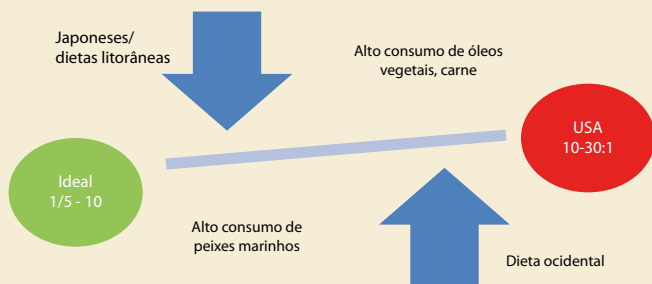 Japoneses/
dietas litorâneas
Alto consumo de óleos
vegetais, carne
USA
10-30:1
Ideal
1/5 - 10
Alto consumo de
peixes marinhos
Dieta ocidental